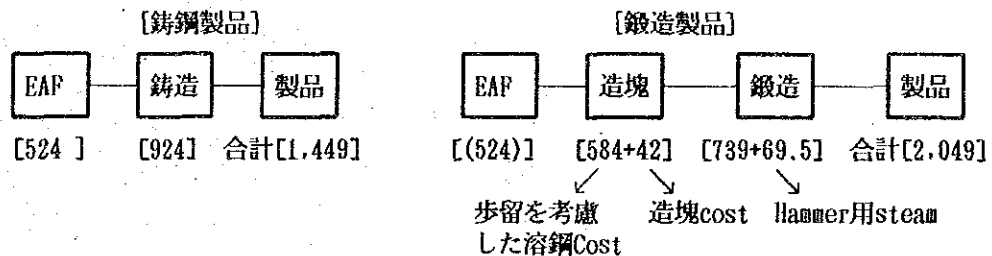 [鋳鋼製品] [鍛造製品]
EAF 鋳造 製品 EAF 造塊 鍛造 製品
[524 ] [924] 合計[1,449] [(524)] [584+42] [739+69.5] 合計[2,049]
歩留を考慮 造塊cost Hammer用steam
した溶鋼Cost